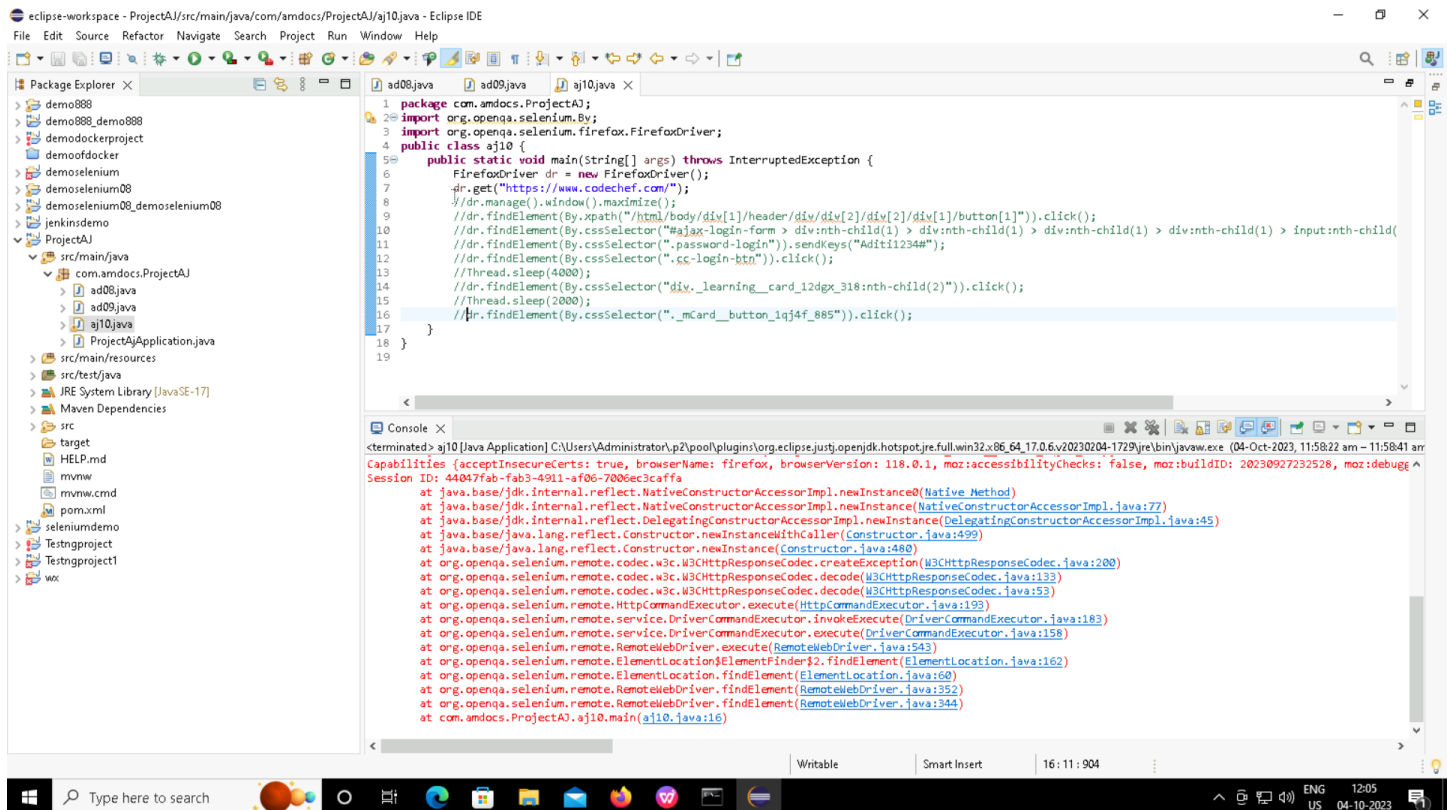 eclipse-workspace - ProjectAJ/src/main/java/com/amdocs/ProjectAJ/aj10.java - Eclipse IDE
File Edit Source Refactor Navigate Search Project Run Window Help
Package Explorer
demo888
demo888_demo888
demodockerproject
demoofdocker
demoselenium
demoselenium08
demoselenium08_demoselenium08
jenkinsdemo
ProjectAJ
src/main/java
com.amdocs.ProjectAJ
ad08.java
ad09.java
aj10.java
ProjectAjApplication.java
src/main/resources
src/test/java
JRE System Library [JavaSE-17]
Maven Dependencies
src
target
HELP.md
mvnw
mvnw.cmd
pom.xml
seleniumdemo
Testngproject
Testngproject1
wx
ad08.java ad09.java aj10.java
1 package com.amdocs.ProjectAJ;
2 import org.openqa.selenium.By;
3 import org.openqa.selenium.firefox.FirefoxDriver;
4 public class aj10 {
5 public static void main(String[] args) throws InterruptedException {
6 FirefoxDriver dr = new FirefoxDriver();
7 dr.get("https://www.codechef.com/");
8 //dr.manage().window().maximize();
9 //dr.findElement(By.xpath("/html/body/div[1]/header/div/div[2]/div[2]/div[1]/button[1]")).click();
10 //dr.findElement(By.cssSelector("#ajax-login-form > div:nth-child(1) > div:nth-child(1) > div:nth-child(1) > div:nth-child(1) > input:nth-child(
11 //dr.findElement(By.cssSelector(".password-login")).sendKeys("Aditi1234#");
12 //dr.findElement(By.cssSelector(".cc-login-btn")).click();
13 //Thread.sleep(4000);
14 //dr.findElement(By.cssSelector("div._learning__card_12dgx_318:nth-child(2)")).click();
15 //Thread.sleep(2000);
16 //dr.findElement(By.cssSelector("._mCard__button_1qj4f_885")).click();
17 }
18 }
19
Console
<terminated> aj10 [Java Application] C:\Users\Administrator\.p2\pool\plugins\org.eclipse.justj.openjdk.hotspot.jre.full.win32.x86_64_17.0.6.v20230204-1729\jre\bin\javaw.exe (04-Oct-2023, 11:58:22 am – 11:58:41 am
Capabilities {acceptInsecureCerts: true, browserName: firefox, browserVersion: 118.0.1, moz:accessibilityChecks: false, moz:buildID: 20230927232528, moz:debugg
Session ID: 44047fab-fab3-4911-af06-7006ec3caffa
at java.base/jdk.internal.reflect.NativeConstructorAccessorImpl.newInstance0(Native Method)
at java.base/jdk.internal.reflect.NativeConstructorAccessorImpl.newInstance(NativeConstructorAccessorImpl.java:77)
at java.base/jdk.internal.reflect.DelegatingConstructorAccessorImpl.newInstance(DelegatingConstructorAccessorImpl.java:45)
at java.base/java.lang.reflect.Constructor.newInstanceWithCaller(Constructor.java:499)
at java.base/java.lang.reflect.Constructor.newInstance(Constructor.java:480)
at org.openqa.selenium.remote.codec.w3c.W3CHttpResponseCodec.createException(W3CHttpResponseCodec.java:200)
at org.openqa.selenium.remote.codec.w3c.W3CHttpResponseCodec.decode(W3CHttpResponseCodec.java:133)
at org.openqa.selenium.remote.codec.w3c.W3CHttpResponseCodec.decode(W3CHttpResponseCodec.java:53)
at org.openqa.selenium.remote.HttpCommandExecutor.execute(HttpCommandExecutor.java:193)
at org.openqa.selenium.remote.service.DriverCommandExecutor.invokeExecute(DriverCommandExecutor.java:183)
at org.openqa.selenium.remote.service.DriverCommandExecutor.execute(DriverCommandExecutor.java:158)
at org.openqa.selenium.remote.RemoteWebDriver.execute(RemoteWebDriver.java:543)
at org.openqa.selenium.remote.ElementLocation$ElementFinder$2.findElement(ElementLocation.java:162)
at org.openqa.selenium.remote.ElementLocation.findElement(ElementLocation.java:60)
at org.openqa.selenium.remote.RemoteWebDriver.findElement(RemoteWebDriver.java:352)
at org.openqa.selenium.remote.RemoteWebDriver.findElement(RemoteWebDriver.java:344)
at com.amdocs.ProjectAJ.aj10.main(aj10.java:16)
Writable Smart Insert 16 : 11 : 904
Type here to search
ENG 12:05
US 04-10-2023